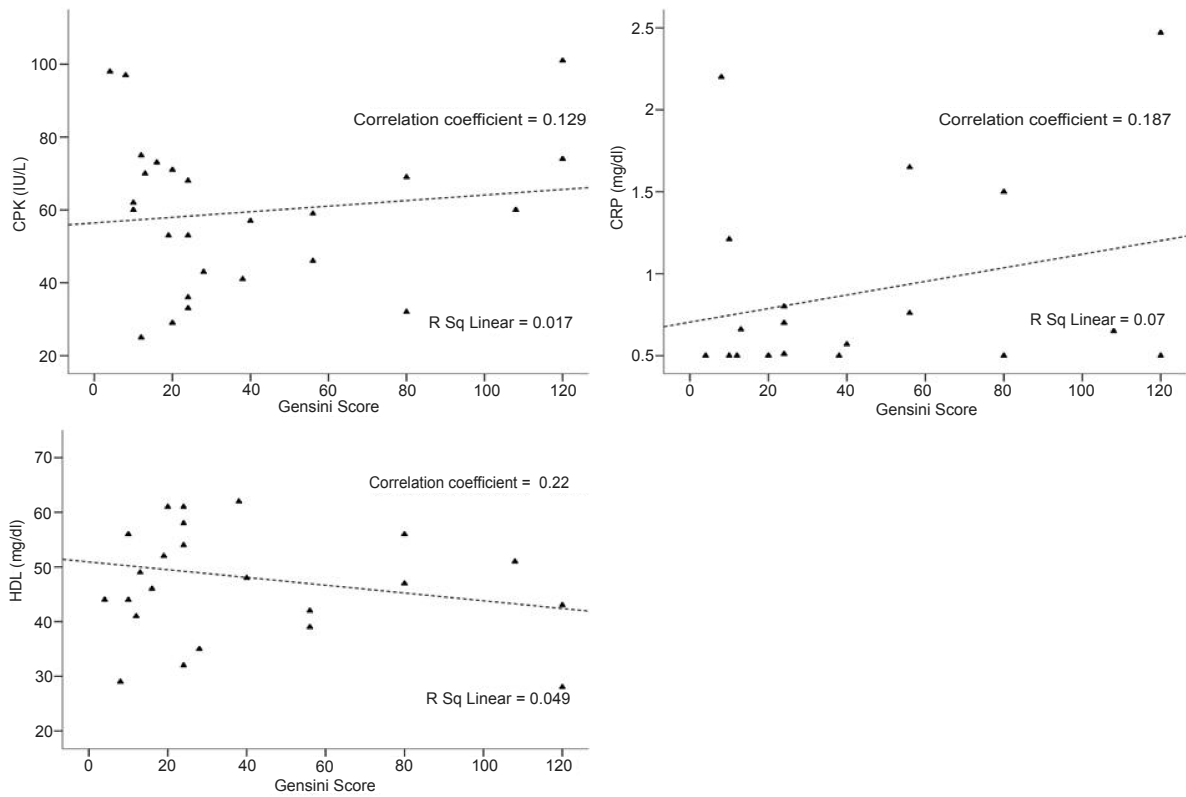 CPK (IU/L)
100
80
60
40
20
Correlation coefficient = 0.129
R Sq Linear = 0.017
0 20 40 60 80 100 120
Gensini Score
CRP (mg/dl)
2.5
2
1.5
1
0.5
Correlation coefficient = 0.187
R Sq Linear = 0.07
0 20 40 60 80 100 120
Gensini Score
HDL (mg/dl)
70
60
50
40
30
20
Correlation coefficient = 0.22
R Sq Linear = 0.049
0 20 40 60 80 100 120
Gensini Score